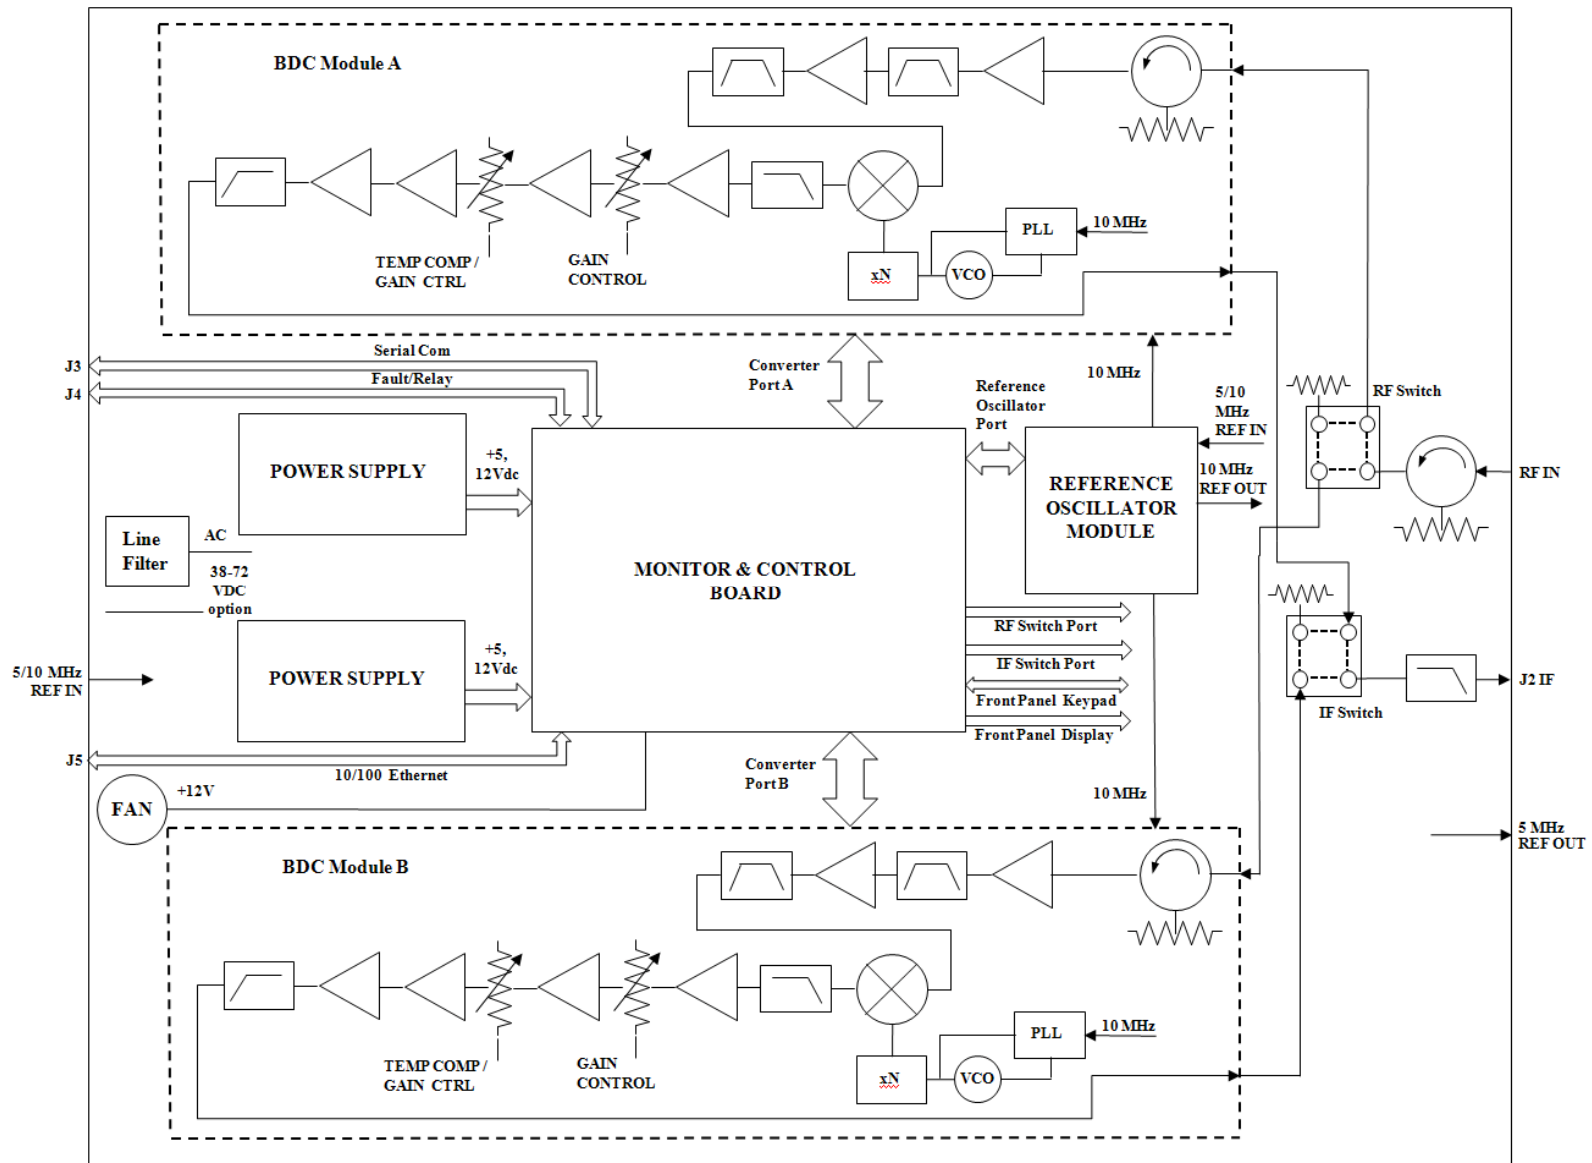 BDC Module A
PLL
10 MHz
xN
VCO
TEMP COMP /
GAIN CTRL
GAIN
CONTROL
J3
Serial Com
J4
Fault/Relay
Converter
Port A
10 MHz
Reference
Oscillator
Port
5/10
MHz
REF IN
RF Switch
POWER SUPPLY
+5,
12Vdc
10 MHz
REF OUT
RF IN
REFERENCE
OSCILLATOR
MODULE
Line
Filter
AC
38-72
VDC
option
MONITOR & CONTROL
BOARD
RF Switch Port
IF Switch Port
Front Panel Keypad
Front Panel Display
5/10 MHz
REF IN
POWER SUPPLY
+5,
12Vdc
J2 IF
IF Switch
J5
10/100 Ethernet
Converter
Port B
10 MHz
FAN
+12V
5 MHz
REF OUT
BDC Module B
PLL
10 MHz
xN
VCO
TEMP COMP /
GAIN CTRL
GAIN
CONTROL